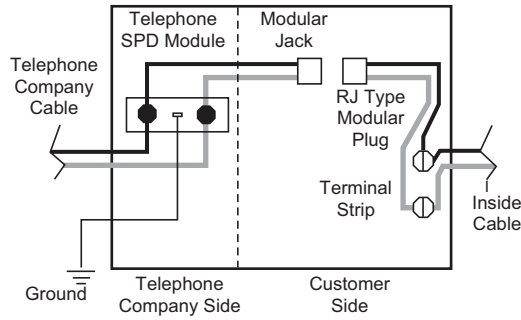 Telephone
SPD Module
Modular
Jack
Telephone
Company
Cable
RJ Type
Modular
Plug
Terminal
Strip
Inside
Cable
Ground
Telephone
Company Side
Customer
Side